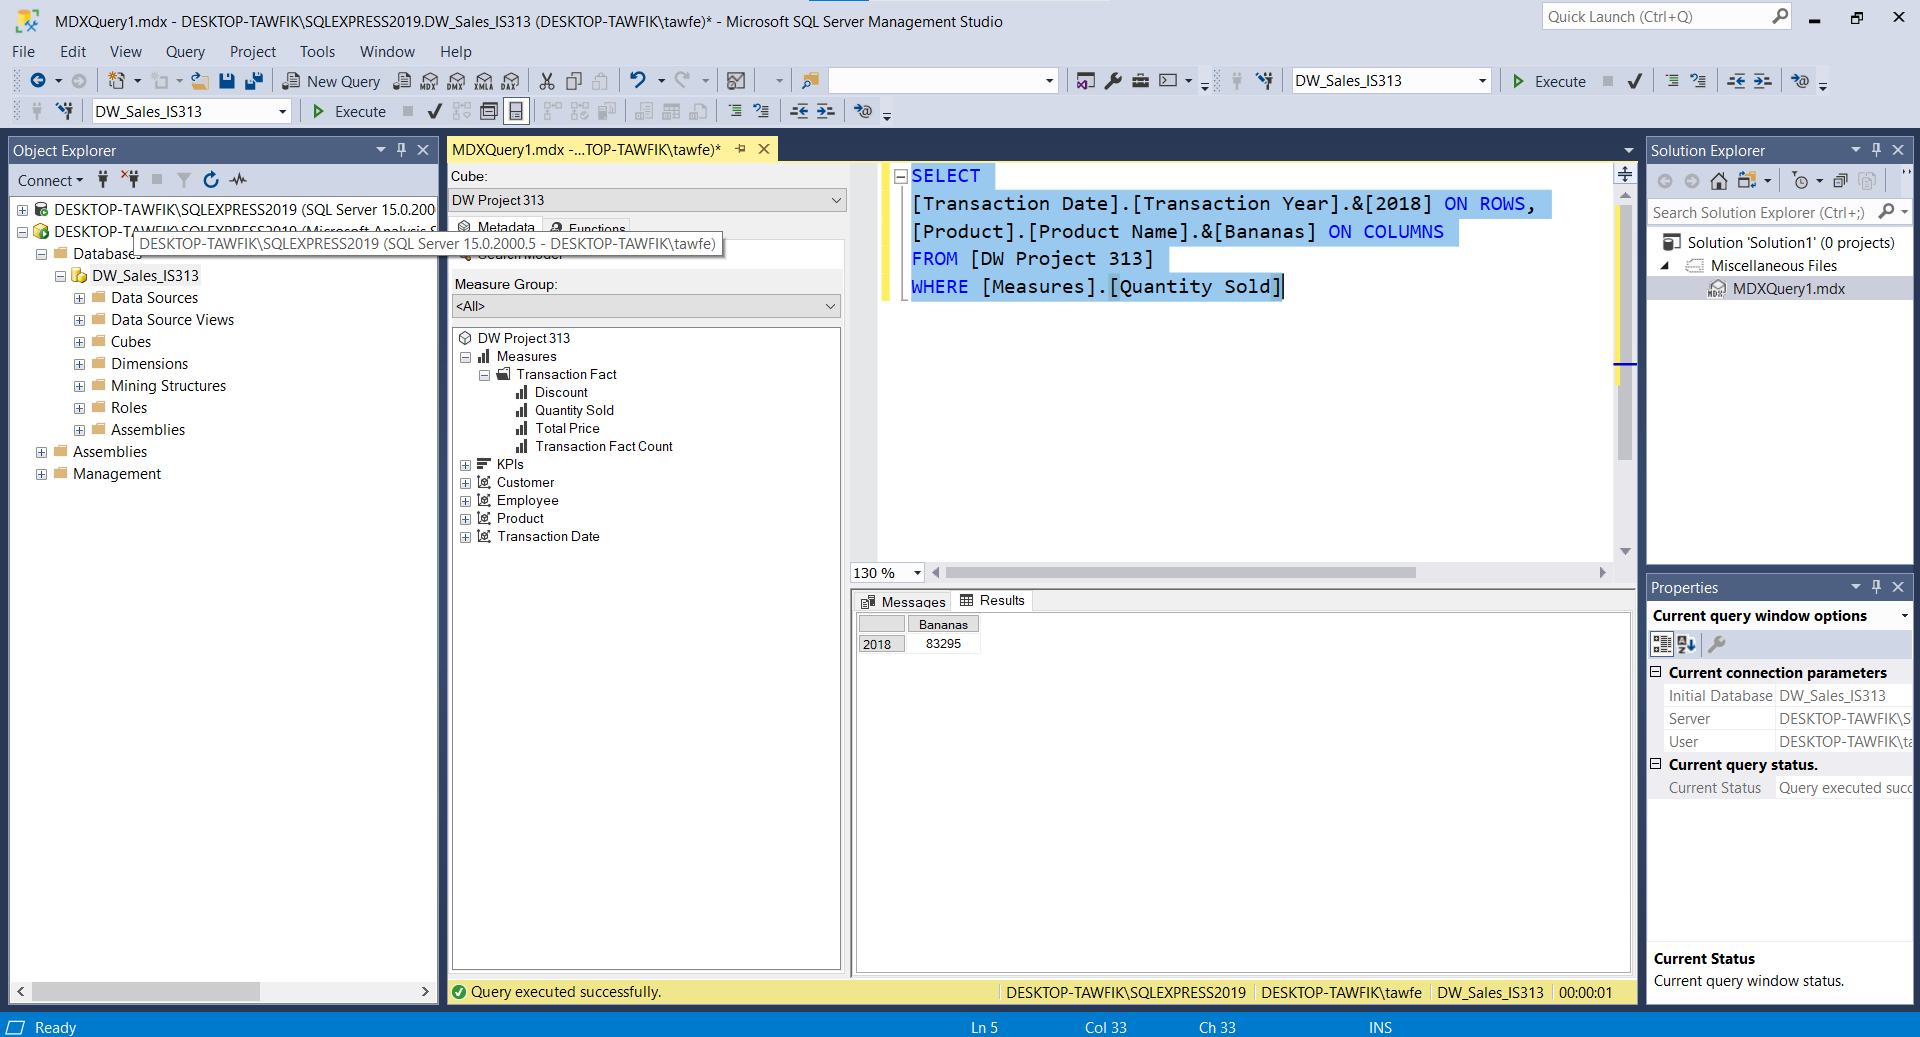 MDXQuery1.mdx - DESKTOP-TAWFIK\SQLEXPRESS2019.DW_Sales_IS313 (DESKTOP-TAWFIK\tawfe)* - Microsoft SQL Server Management Studio
Quick Launch (Ctrl+Q)
File Edit View Query Project Tools Window Help
New Query MDX DMX XMLA DAX
DW_Sales_IS313 Execute
DW_Sales_IS313 Execute
Object Explorer
Connect
DESKTOP-TAWFIK\SQLEXPRESS2019 (SQL Server 15.0.200
DESKTOP-TAWFIK\SQLEXPRESS2019 (SQL Server 15.0.2000.5 - DESKTOP-TAWFIK\tawfe)
Databases
DW_Sales_IS313
Data Sources
Data Source Views
Cubes
Dimensions
Mining Structures
Roles
Assemblies
Assemblies
Management
MDXQuery1.mdx -...TOP-TAWFIK\tawfe)*
Cube:
DW Project 313
Metadata Functions
Search Model
Measure Group:
<All>
DW Project 313
Measures
Transaction Fact
Discount
Quantity Sold
Total Price
Transaction Fact Count
KPIs
Customer
Employee
Product
Transaction Date
SELECT
[Transaction Date].[Transaction Year].&[2018] ON ROWS,
[Product].[Product Name].&[Bananas] ON COLUMNS
FROM [DW Project 313]
WHERE [Measures].[Quantity Sold]
130 %
Messages Results
Bananas
2018 83295
Query executed successfully.
DESKTOP-TAWFIK\SQLEXPRESS2019 DESKTOP-TAWFIK\tawfe DW_Sales_IS313 00:00:01
Solution Explorer
Search Solution Explorer (Ctrl+;)
Solution 'Solution1' (0 projects)
Miscellaneous Files
MDXQuery1.mdx
Properties
Current query window options
Current connection parameters
Initial Database DW_Sales_IS313
Server DESKTOP-TAWFIK\S
User DESKTOP-TAWFIK\ta
Current query status.
Current Status Query executed succ
Current Status
Current query window status.
Ready Ln 5 Col 33 Ch 33 INS